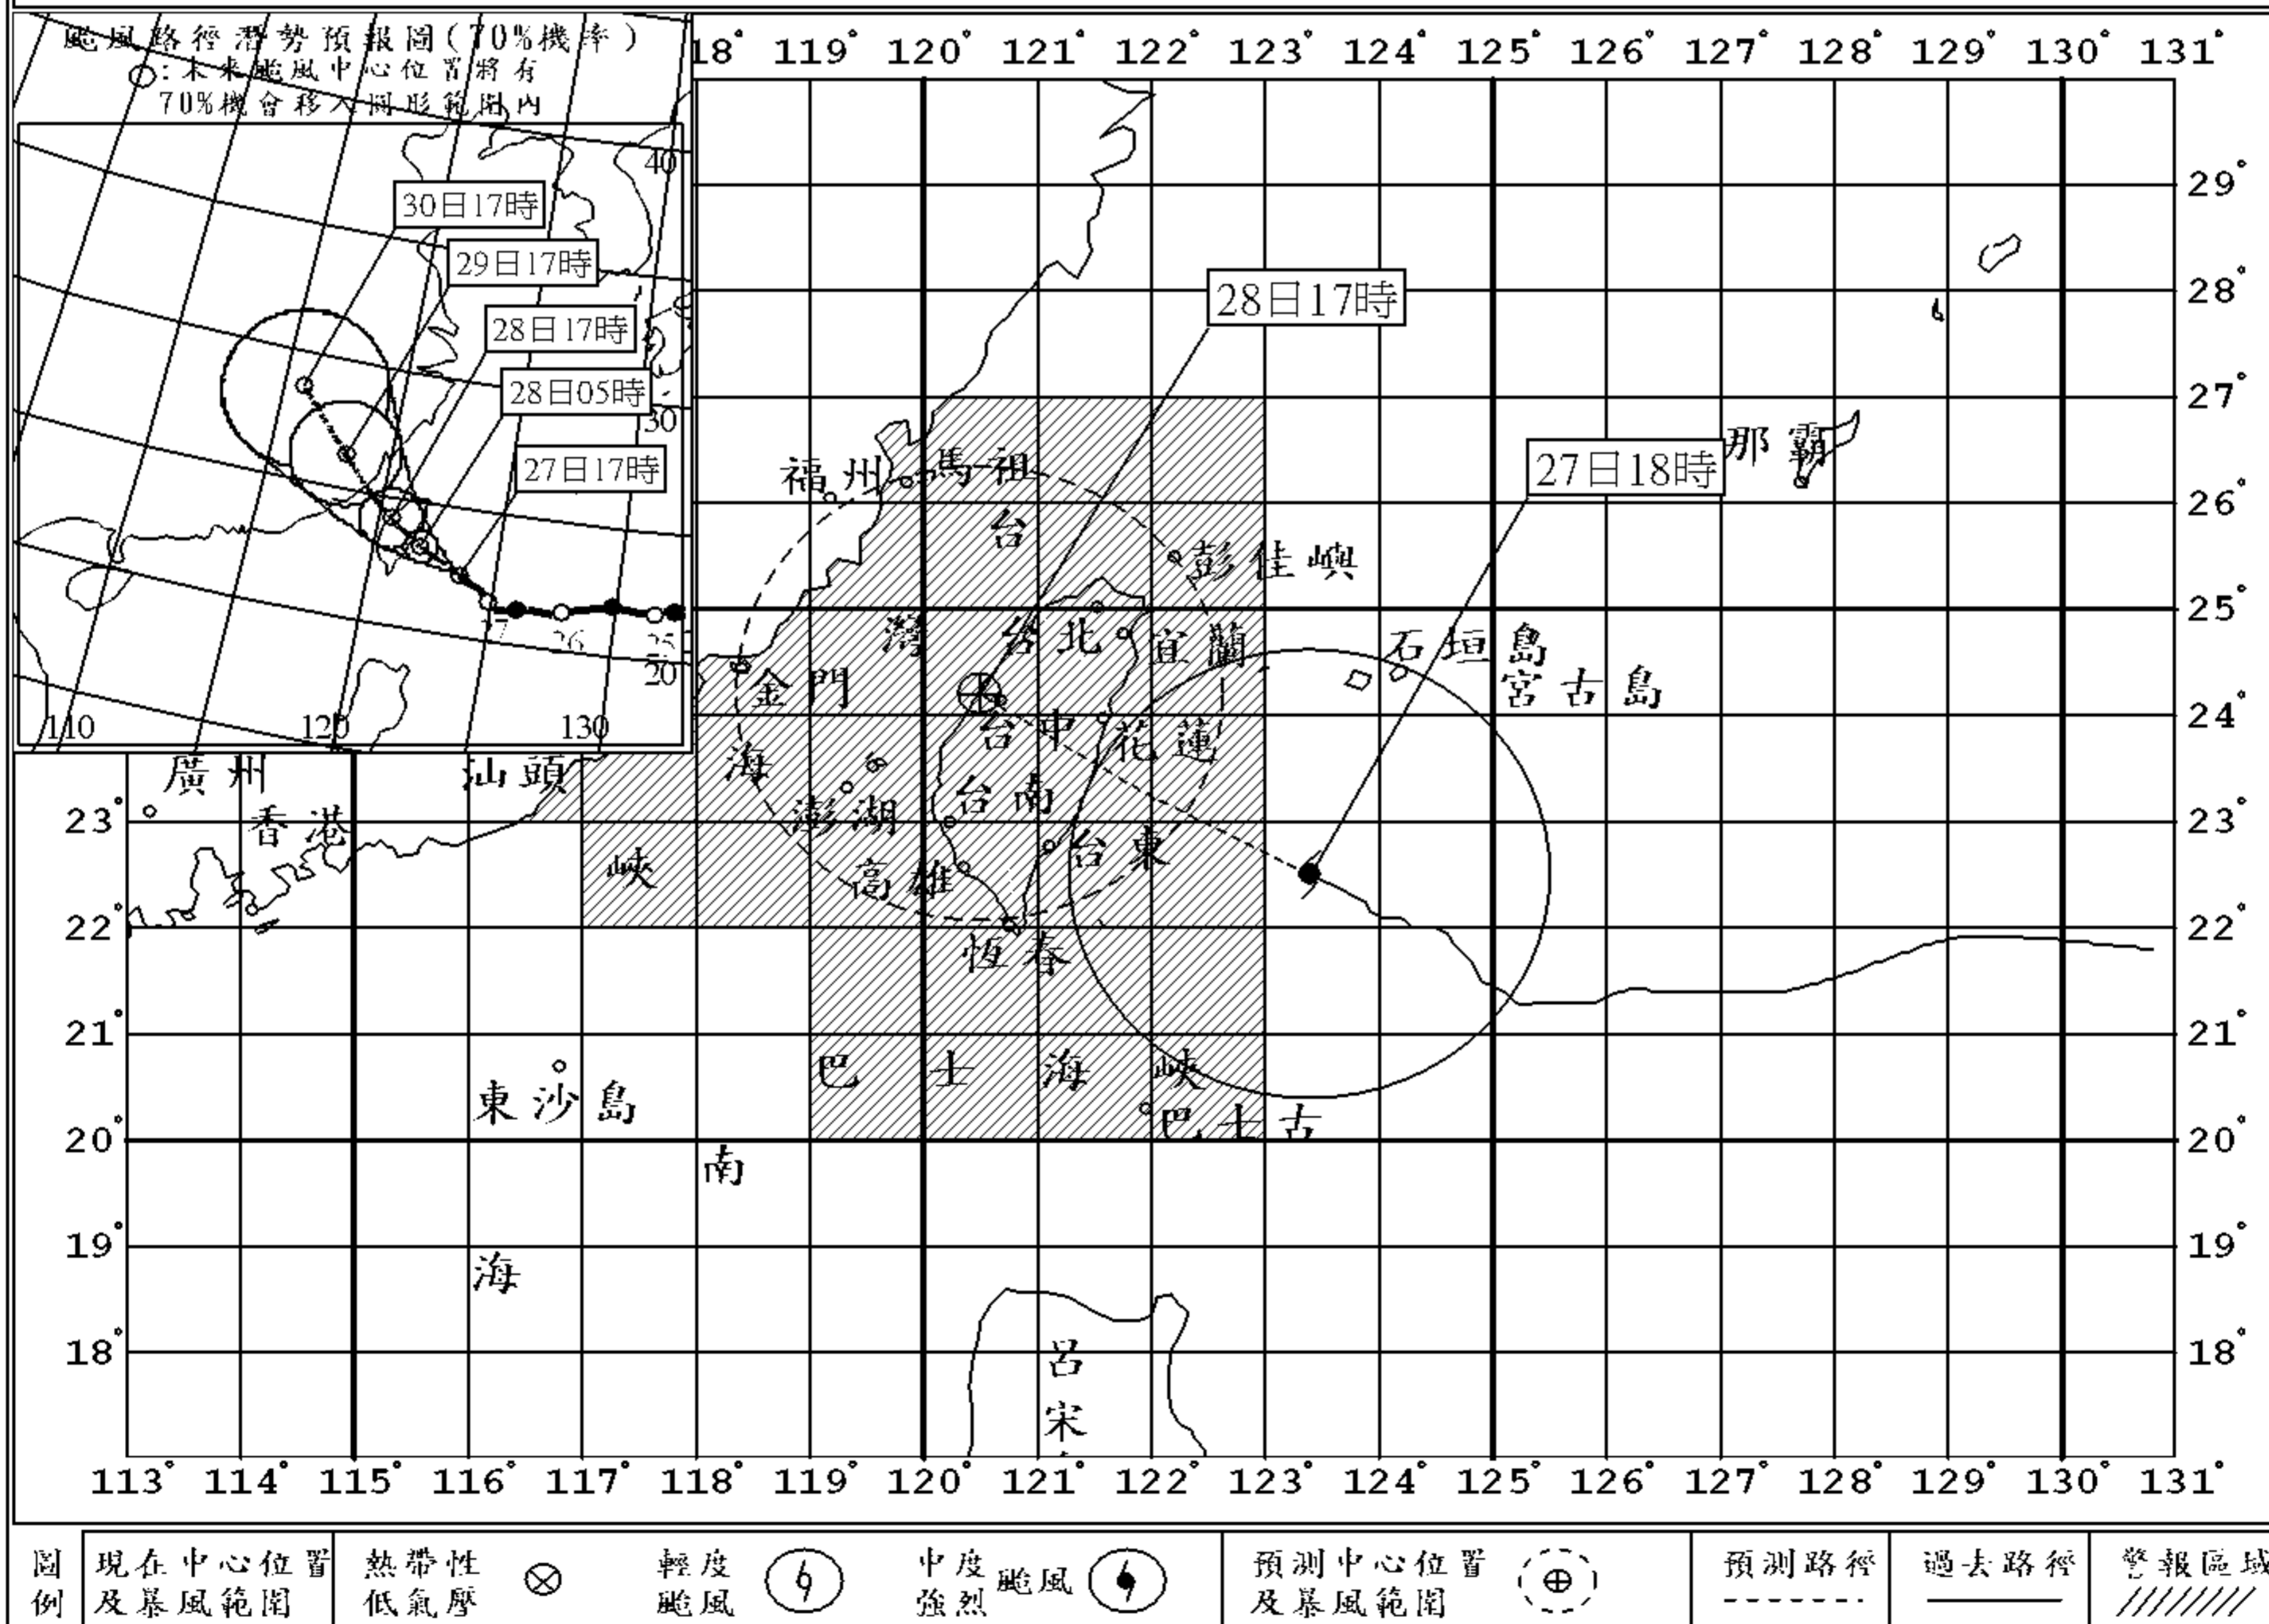 颱風路徑潛勢預報圖(70%機率)
○:未來颱風中心位置將有
70%機會移入圓形範圍內
30日17時
29日17時
28日17時
28日05時
27日17時
40
30
20
27 26 25
110 120 130
18° 119° 120° 121° 122° 123° 124° 125° 126° 127° 128° 129° 130° 131°
29°
28°
28日17時
27°
27日18時
那霸
福州
馬祖
26°
台
彭佳嶼
25°
灣
台北
宜蘭
石垣島
宮古島
金門
24°
台中
花蓮
海
廣州
汕頭
香港
台南
澎湖
23° 23°
台東
峽
高雄
22° 22°
恆春
21° 21°
巴士海峽
東沙島
巴士古
20° 20°
南
19° 19°
海
18° 18°
呂
宋
113° 114° 115° 116° 117° 118° 119° 120° 121° 122° 123° 124° 125° 126° 127° 128° 129° 130° 131°
圖例
現在中心位置
及暴風範圍
熱帶性
低氣壓
輕度
颱風
中度
強烈
颱風
預測中心位置
及暴風範圍
預測路徑
過去路徑
警報區域